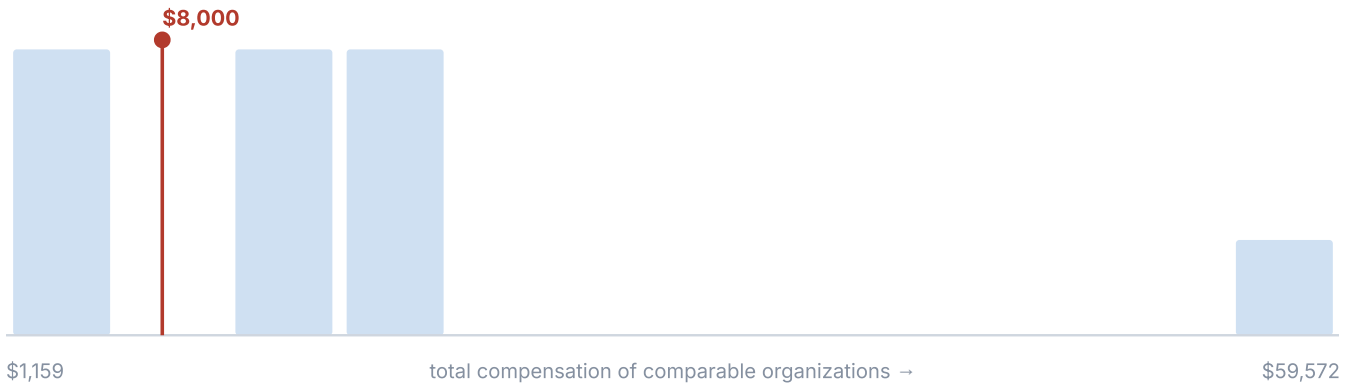 $8,000
$1,159
total compensation of comparable organizations →
$59,572